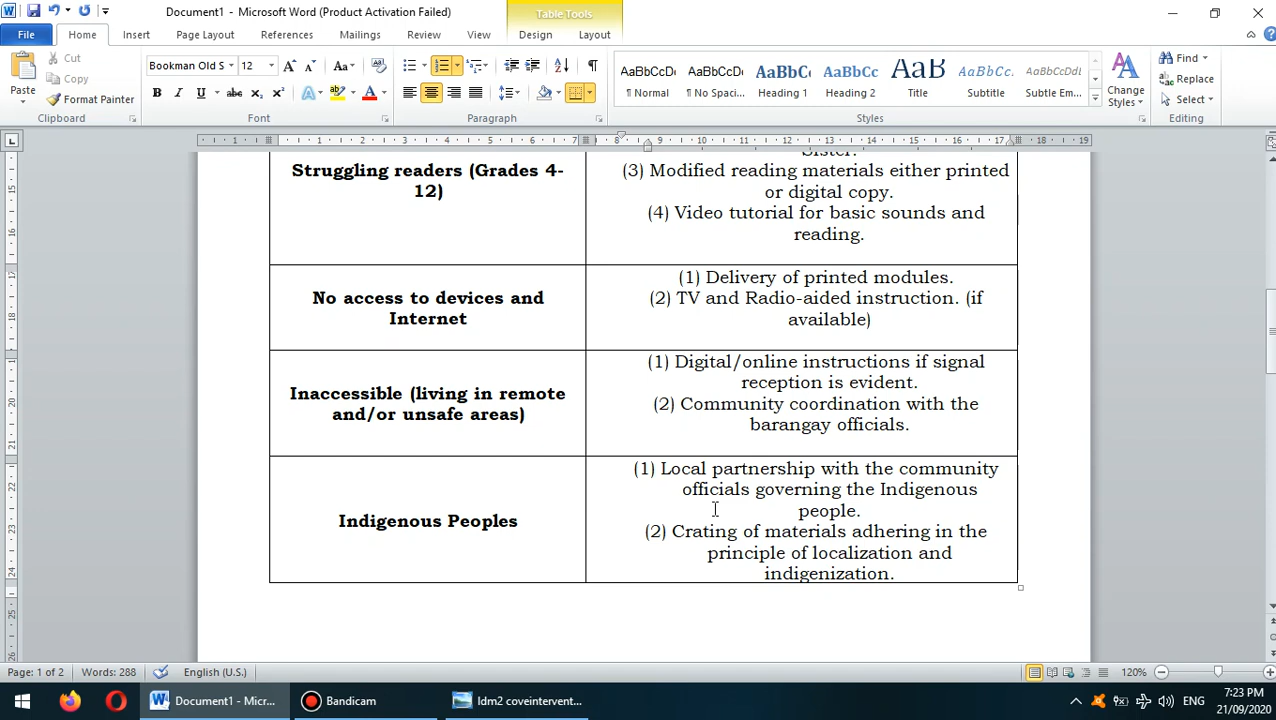 Document1 - Microsoft Word (Product Activation Failed)
Table Tools
File Home Insert Page Layout References Mailings Review View Design Layout
Paste
Cut
Copy
Format Painter
Clipboard
Bookman Old S 12
Font
Paragraph
AaBbCcDc AaBbCcDc AaBbCc AaBbCc AaB AaBbCc. AaBbCcDdI
¶ Normal ¶ No Spaci... Heading 1 Heading 2 Title Subtitle Subtle Em...
Styles
Change
Styles
Find
Replace
Select
Editing
Sister.
Struggling readers (Grades 4-
12)
(3) Modified reading materials either printed
or digital copy.
(4) Video tutorial for basic sounds and
reading.
No access to devices and
Internet
(1) Delivery of printed modules.
(2) TV and Radio-aided instruction. (if
available)
Inaccessible (living in remote
and/or unsafe areas)
(1) Digital/online instructions if signal
reception is evident.
(2) Community coordination with the
barangay officials.
Indigenous Peoples
(1) Local partnership with the community
officials governing the Indigenous
people.
(2) Crating of materials adhering in the
principle of localization and
indigenization.
Page: 1 of 2 Words: 288 English (U.S.) 120%
Document1 - Micr... Bandicam ldm2 coveintervent... ENG
7:23 PM
21/09/2020